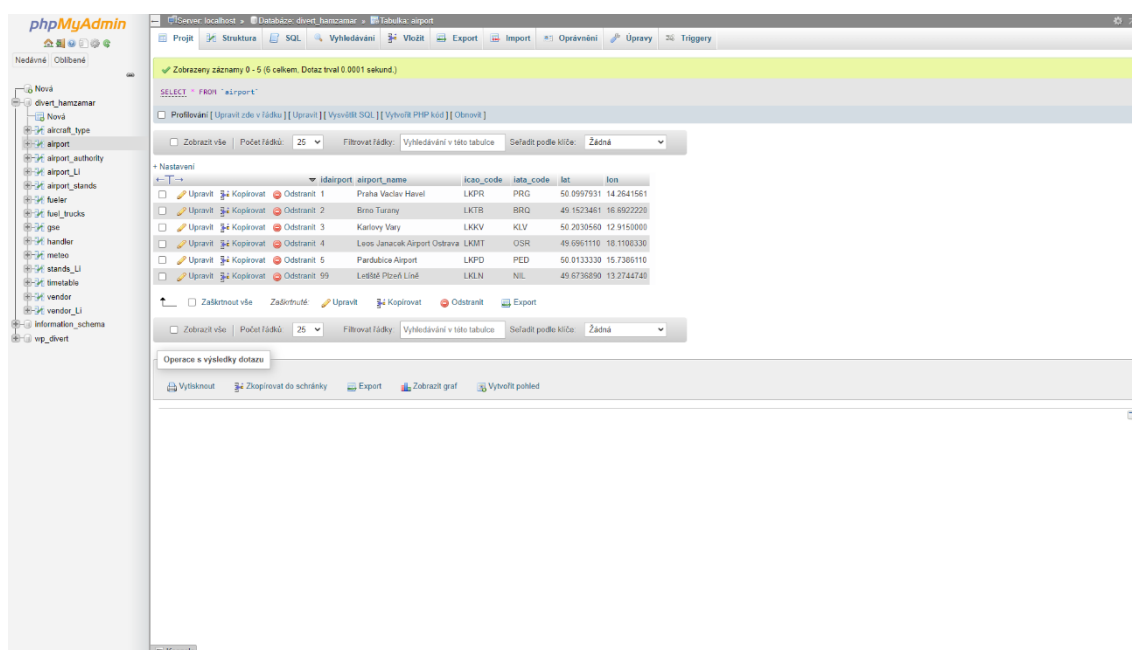 phpMyAdmin
Nedávné Oblíbené
Nová
divert_hamzamar
Nová
aircraft_type
airport
airport_authority
airport_Li
airport_stands
fueler
fuel_trucks
gse
handler
meteo
stands_Li
timetable
vendor
vendor_Li
information_schema
wp_divert
Server: localhost » Databáze: divert_hamzamar » Tabulka: airport
Projít Struktura SQL Vyhledávání Vložit Export Import Oprávnění Úpravy Triggery
Zobrazeny záznamy 0 - 5 (6 celkem, Dotaz trval 0.0001 sekund.)
SELECT * FROM `airport`
Profilování [ Upravit zde v řádku ] [ Upravit ] [ Vysvětlit SQL ] [ Vytvořit PHP kód ] [ Obnovit ]
Zobrazit vše | Počet řádků: 25 Filtrovat řádky: Vyhledávání v této tabulce Seřadit podle klíče: Žádná
+ Nastavení
←T→ idairport airport_name icao_code iata_code lat lon
Upravit Kopírovat Odstranit 1 Praha Vaclav Havel LKPR PRG 50.0997931 14.2641561
Upravit Kopírovat Odstranit 2 Brno Turany LKTB BRQ 49.1523461 16.6922220
Upravit Kopírovat Odstranit 3 Karlovy Vary LKKV KLV 50.2030560 12.9150000
Upravit Kopírovat Odstranit 4 Leos Janacek Airport Ostrava LKMT OSR 49.6961110 18.1108330
Upravit Kopírovat Odstranit 5 Pardubice Airport LKPD PED 50.0133330 15.7386110
Upravit Kopírovat Odstranit 99 Letiště Plzeň Líně LKLN NIL 49.6736890 13.2744740
Zaškrtnout vše Zaškrtnuté: Upravit Kopírovat Odstranit Export
Zobrazit vše | Počet řádků: 25 Filtrovat řádky: Vyhledávání v této tabulce Seřadit podle klíče: Žádná
Operace s výsledky dotazu
Vytisknout Zkopírovat do schránky Export Zobrazit graf Vytvořit pohled